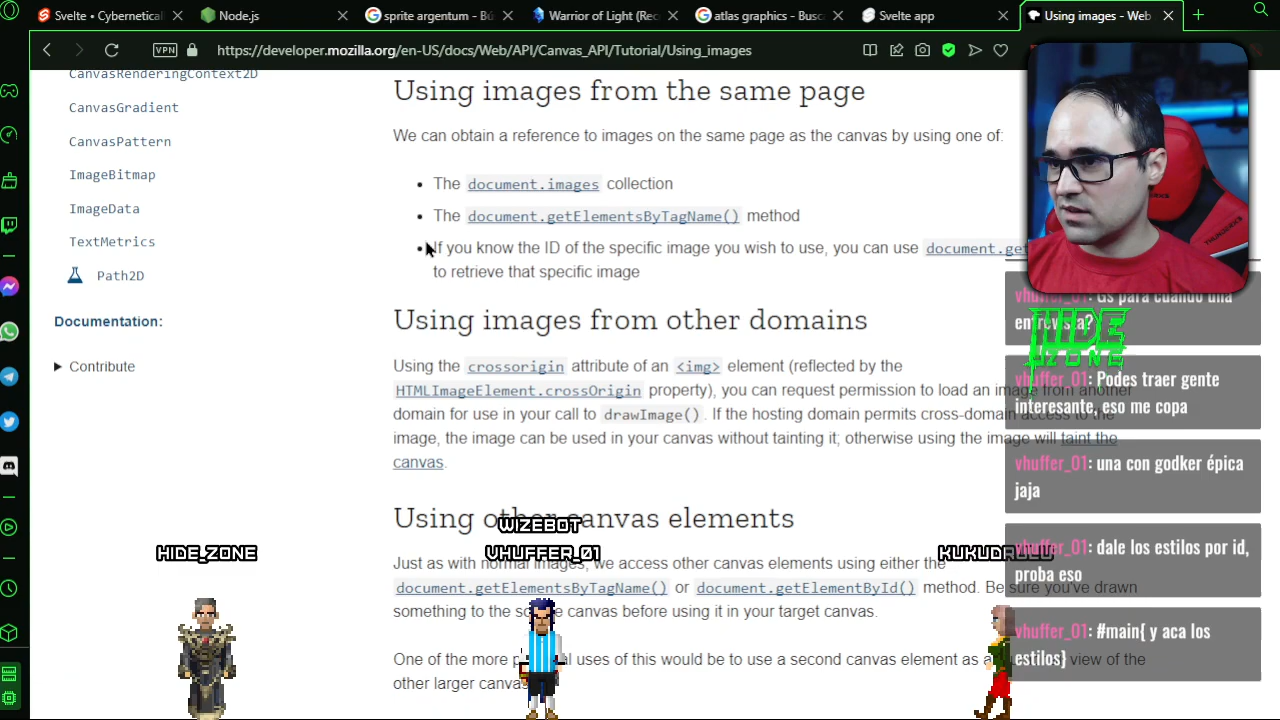 Svelte • Cybernetical
Node.js
sprite argentum - Bú
Warrior of Light (Rec
atlas graphics - Busc
Svelte app
Using images - Web
VPN
https://developer.mozilla.org/en-US/docs/Web/API/Canvas_API/Tutorial/Using_images
CanvasRenderingContext2D
CanvasGradient
CanvasPattern
ImageBitmap
ImageData
TextMetrics
Path2D
Documentation:
Contribute
Using images from the same page
We can obtain a reference to images on the same page as the canvas by using one of:
The document.images collection
The document.getElementsByTagName() method
If you know the ID of the specific image you wish to use, you can use document.get
to retrieve that specific image
Using images from other domains
Using the crossorigin attribute of an <img> element (reflected by the
HTMLImageElement.crossOrigin property), you can request permission to load an image from another
domain for use in your call to drawImage(). If the hosting domain permits cross-domain access to the
image, the image can be used in your canvas without tainting it; otherwise using the image will taint the
canvas.
Using other canvas elements
Just as with normal images, we access other canvas elements using either the
document.getElementsByTagName() or document.getElementById() method. Be sure you've drawn
something to the so canvas before using it in your target canvas.
One of the more p al uses of this would be to use a second canvas element as a view of the
other larger canvas
HIDE_ZONE
WIZEBOT
VHUFFER_01
HIDE
ZONE
vhuffer_01: Gs para cuando una
entrevista?
vhuffer_01: Podes traer gente
interesante, eso me copa
vhuffer_01: una con godker épica
jaja
vhuffer_01: dale los estilos por id,
proba eso
vhuffer_01: #main{ y aca los
estilos}
THUNDERX3